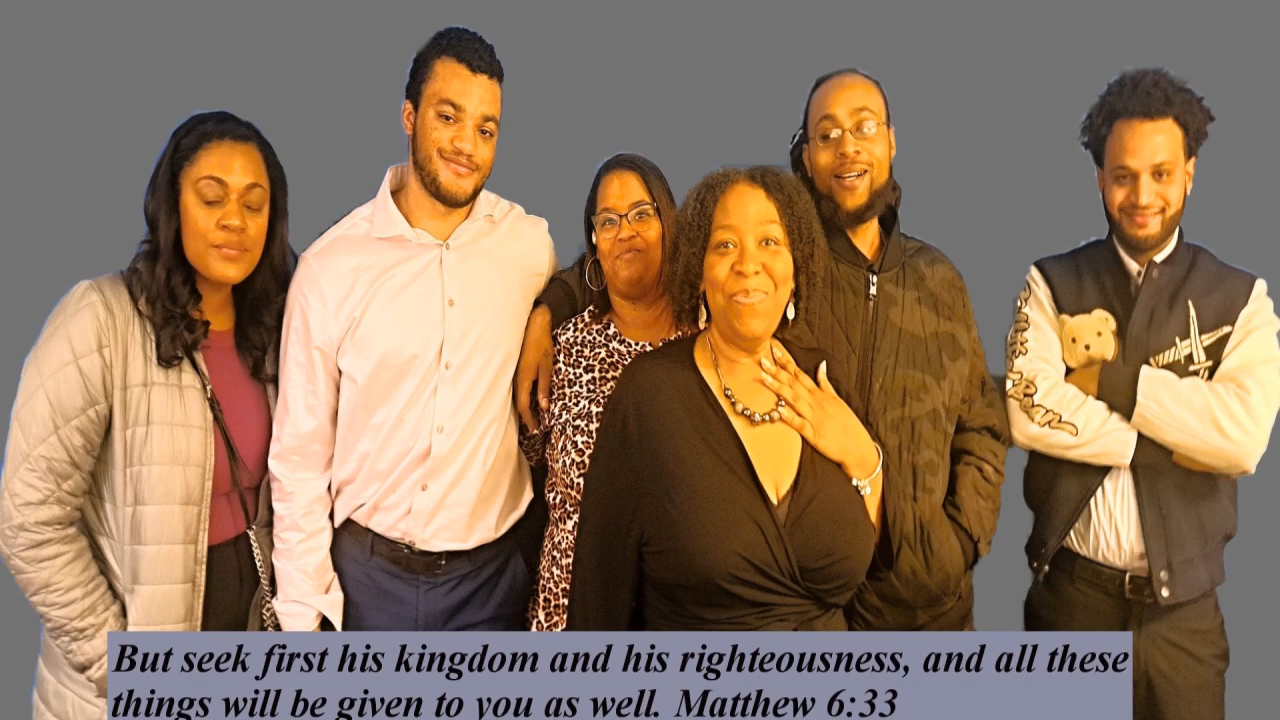 But seek first his kingdom and his righteousness, and all these
things will be given to you as well. Matthew 6:33